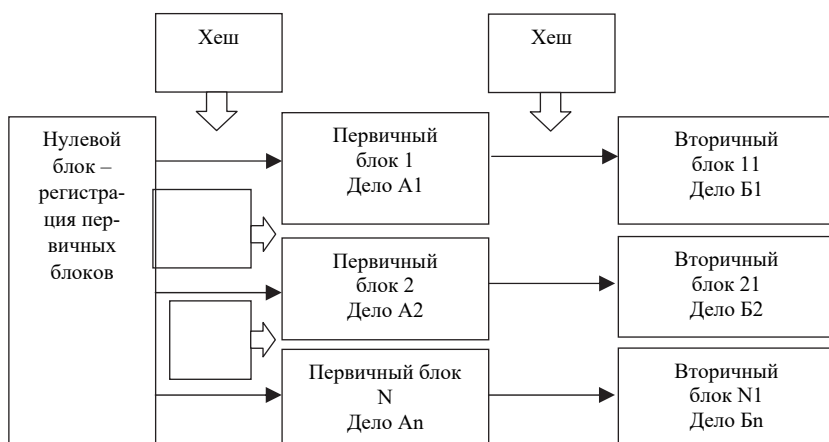 Хеш
Хеш
Нулевой
блок –
регистра-
ция пер-
вичных
блоков
Первичный
блок 1
Дело А1
Вторичный
блок 11
Дело Б1
Первичный
блок 2
Дело А2
Вторичный
блок 21
Дело Б2
Первичный блок
N
Дело Аn
Вторичный
блок N1
Дело Бn